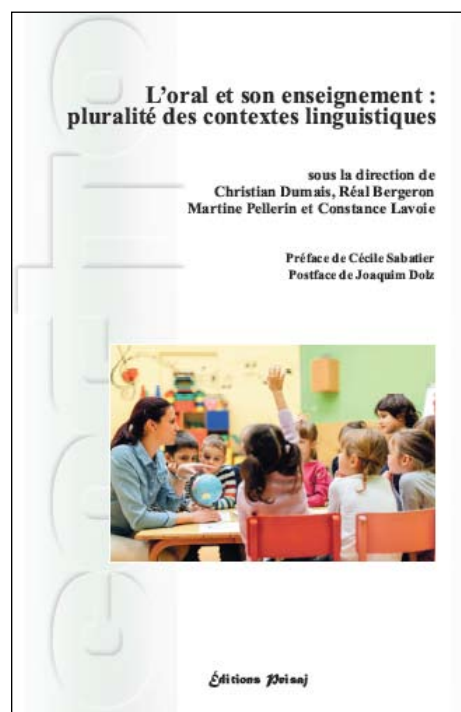 L'oral et son enseignement :
pluralité des contextes linguistiques
sous la direction de
Christian Dumais, Réal Bergeron
Martine Pellerin et Constance Lavoie
Préface de Cécile Sabatier
Postface de Joaquim Dolz
Éditions Peisaj